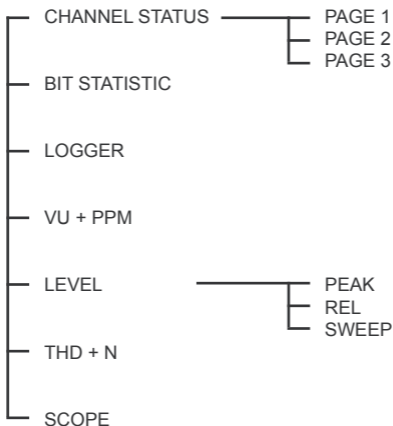 CHANNEL STATUS PAGE 1
PAGE 2
PAGE 3
BIT STATISTIC
LOGGER
VU + PPM
LEVEL PEAK
REL
SWEEP
THD + N
SCOPE